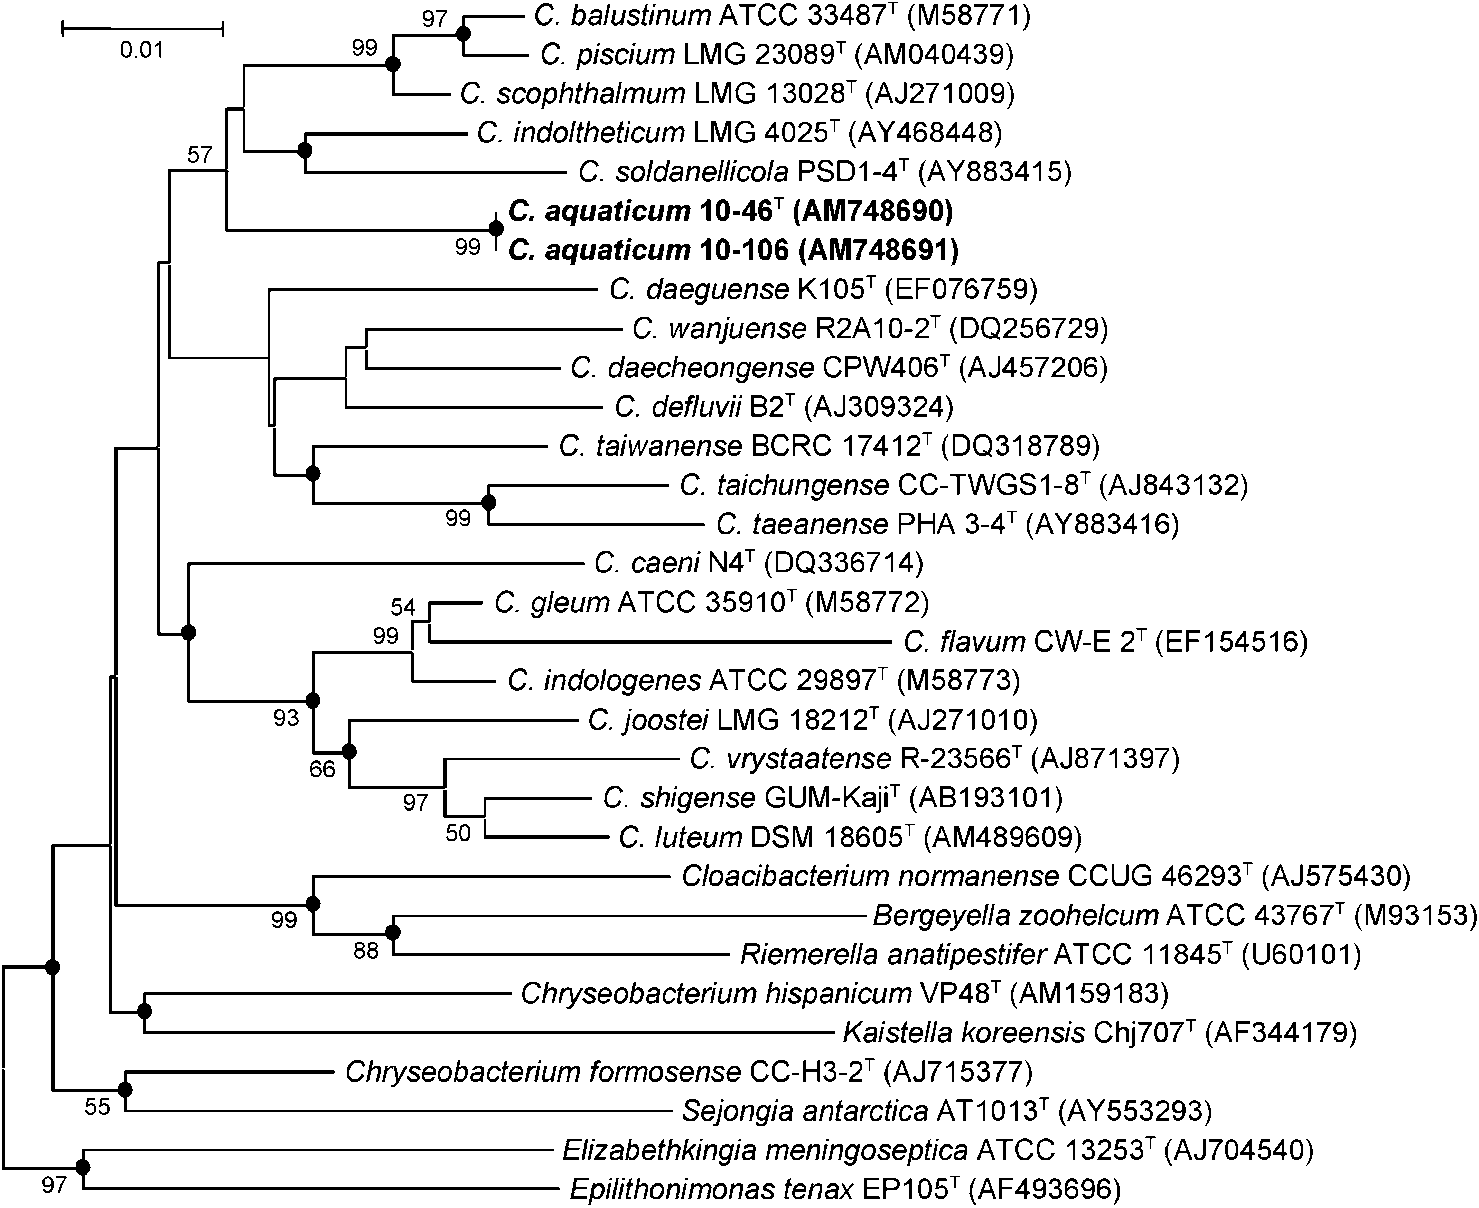 97 C. balustinum ATCC 33487ᵀ (M58771)
0.01
99 C. piscium LMG 23089ᵀ (AM040439)
C. scophthalmum LMG 13028ᵀ (AJ271009)
C. indoltheticum LMG 4025ᵀ (AY468448)
57
C. soldanellicola PSD1-4ᵀ (AY883415)
C. aquaticum 10-46ᵀ (AM748690)
99 C. aquaticum 10-106 (AM748691)
C. daeguense K105ᵀ (EF076759)
C. wanjuense R2A10-2ᵀ (DQ256729)
C. daecheongense CPW406ᵀ (AJ457206)
C. defluvii B2ᵀ (AJ309324)
C. taiwanense BCRC 17412ᵀ (DQ318789)
C. taichungense CC-TWGS1-8ᵀ (AJ843132)
99 C. taeanense PHA 3-4ᵀ (AY883416)
C. caeni N4ᵀ (DQ336714)
54 C. gleum ATCC 35910ᵀ (M58772)
99 C. flavum CW-E 2ᵀ (EF154516)
C. indologenes ATCC 29897ᵀ (M58773)
93 C. joostei LMG 18212ᵀ (AJ271010)
66 C. vrystaatense R-23566ᵀ (AJ871397)
97 C. shigense GUM-Kajiᵀ (AB193101)
50 C. luteum DSM 18605ᵀ (AM489609)
Cloacibacterium normanense CCUG 46293ᵀ (AJ575430)
99 Bergeyella zoohelcum ATCC 43767ᵀ (M93153)
88 Riemerella anatipestifer ATCC 11845ᵀ (U60101)
Chryseobacterium hispanicum VP48ᵀ (AM159183)
Kaistella koreensis Chj707ᵀ (AF344179)
Chryseobacterium formosense CC-H3-2ᵀ (AJ715377)
55 Sejongia antarctica AT1013ᵀ (AY553293)
Elizabethkingia meningoseptica ATCC 13253ᵀ (AJ704540)
97 Epilithonimonas tenax EP105ᵀ (AF493696)